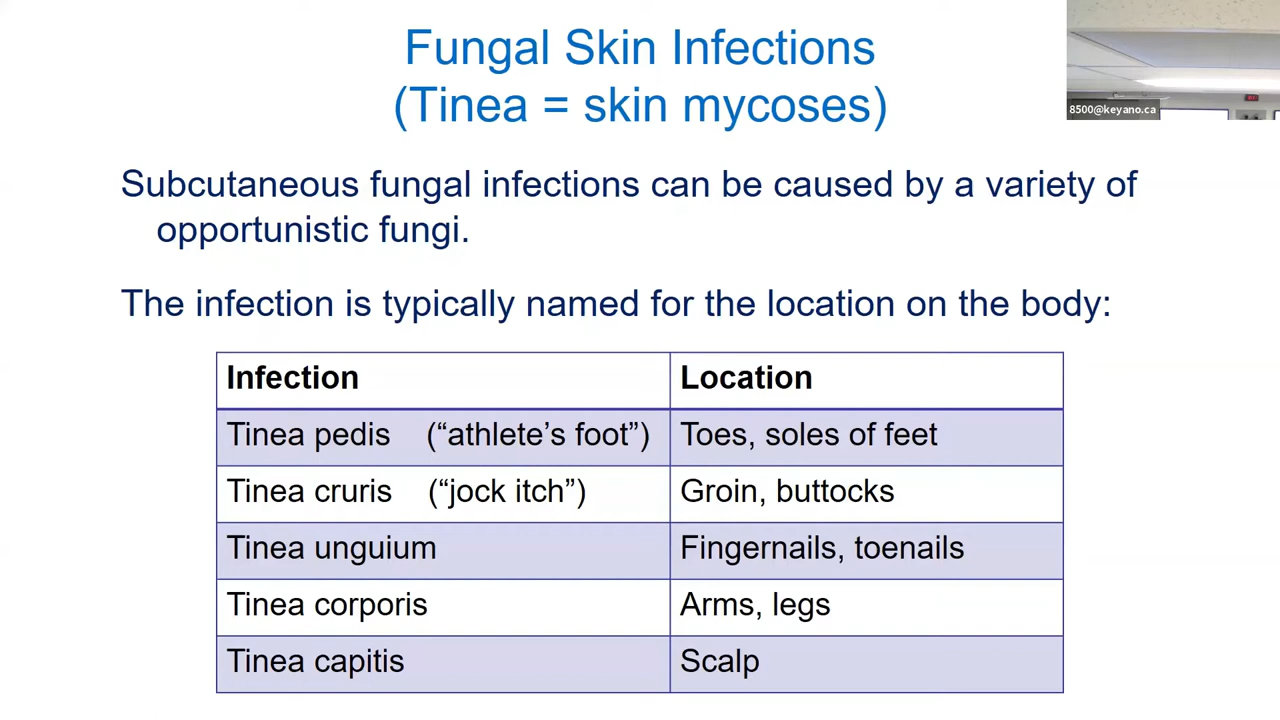 Fungal Skin Infections
(Tinea = skin mycoses)
8500@keyano.ca
Subcutaneous fungal infections can be caused by a variety of
opportunistic fungi.
The infection is typically named for the location on the body:
Infection Location
Tinea pedis (“athlete’s foot”) Toes, soles of feet
Tinea cruris (“jock itch”) Groin, buttocks
Tinea unguium Fingernails, toenails
Tinea corporis Arms, legs
Tinea capitis Scalp